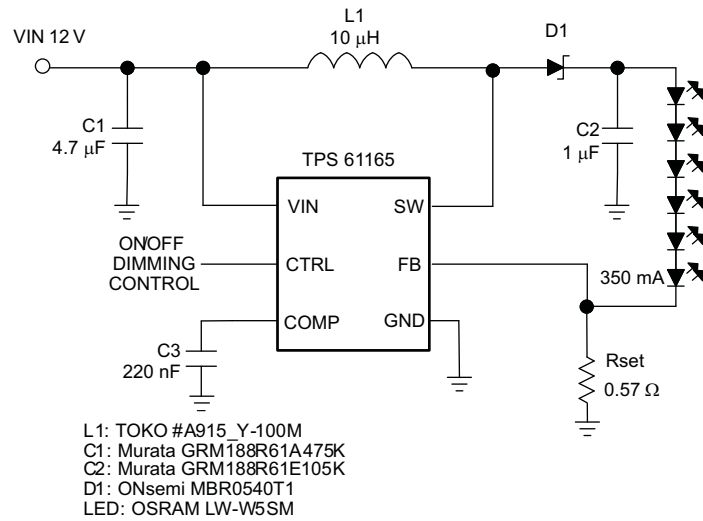 L1
10 μH
VIN 12 V
D1
C1
4.7 μF
C2
1 μF
TPS 61165
VIN
SW
ON/OFF
DIMMING
CONTROL
CTRL
FB
350 mA
COMP
GND
C3
220 nF
Rset
0.57 Ω
L1: TOKO #A915_Y-100M
C1: Murata GRM188R61A475K
C2: Murata GRM188R61E105K
D1: ONsemi MBR0540T1
LED: OSRAM LW-W5SM